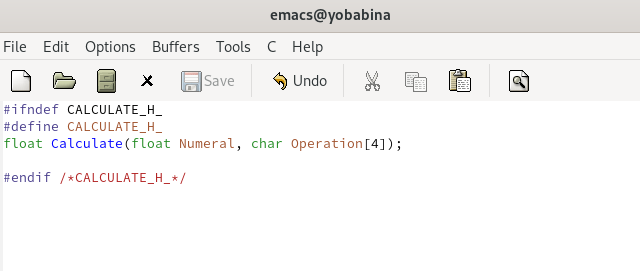 emacs@yobabina
File Edit Options Buffers Tools C Help
Save Undo
#ifndef CALCULATE_H_
#define CALCULATE_H_
float Calculate(float Numeral, char Operation[4]);
#endif /*CALCULATE_H_*/